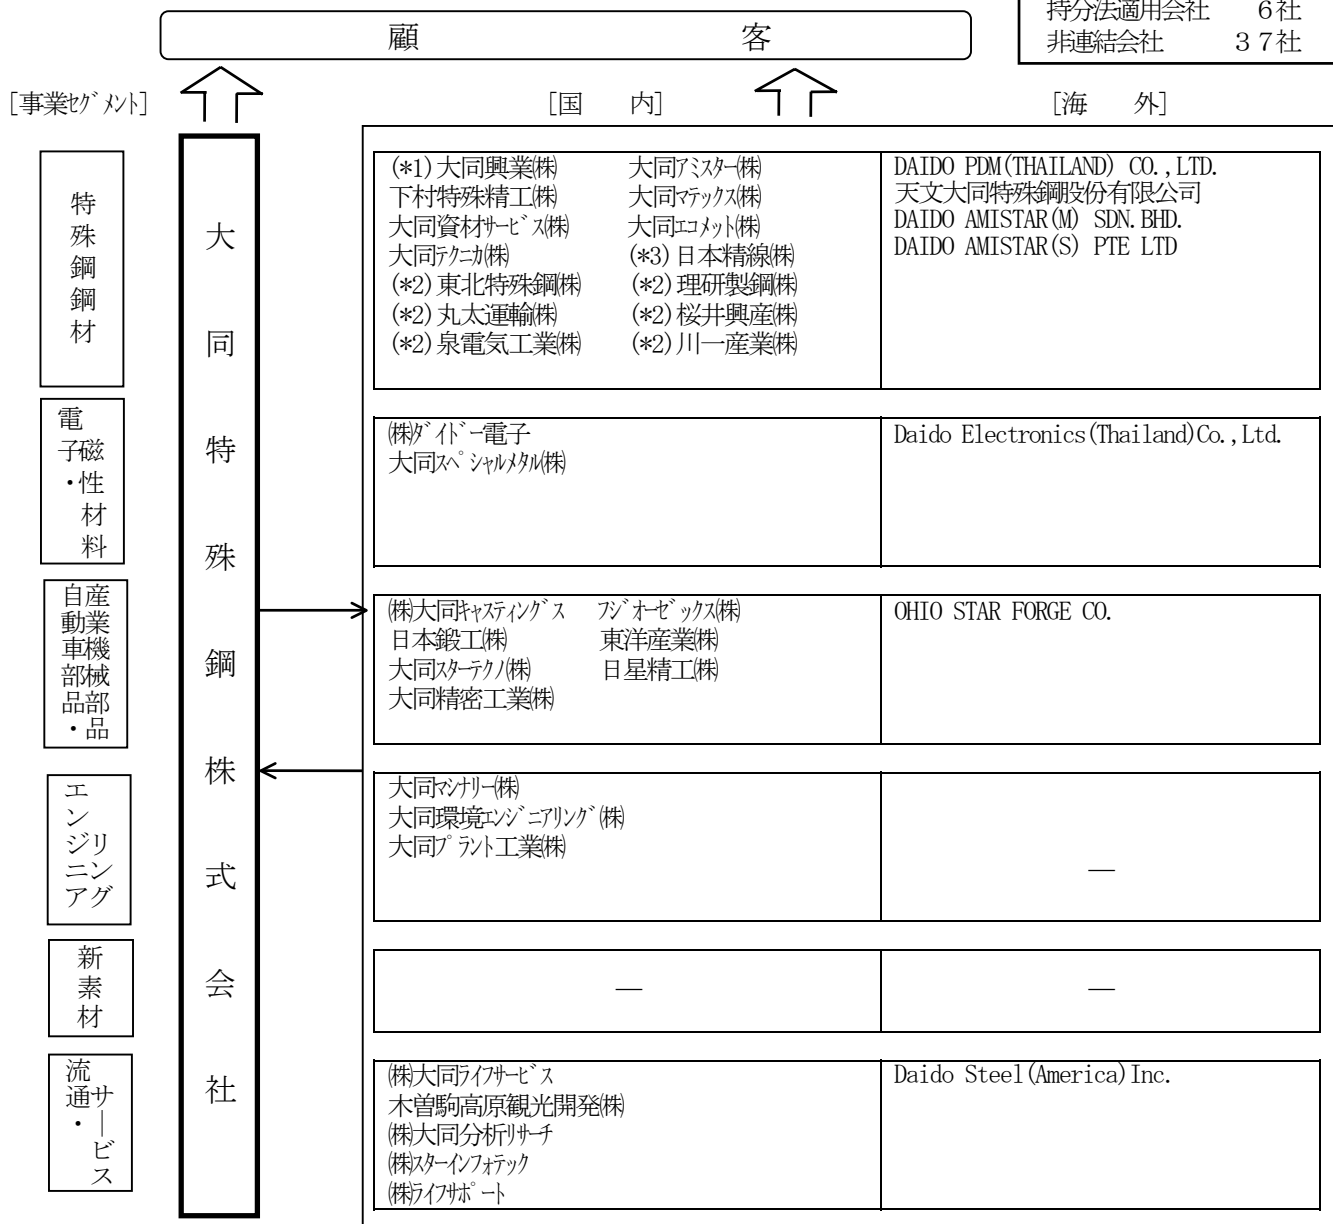 持分法適用会社　　６社
非連結会社　　３７社
顧　客
[事業ｾｸﾞﾒﾝﾄ]
[国　内]
[海　外]
大同特殊鋼株式会社
特殊鋼鋼材
(*1)大同興業㈱　大同ｱﾐｽﾀｰ㈱
下村特殊精工㈱　大同ﾏﾃｯｸｽ㈱
大同資材ｻｰﾋﾞｽ㈱　大同ｴｺﾒｯﾄ㈱
大同ﾃｸﾆｶ㈱　(*3)日本精線㈱
(*2)東北特殊鋼㈱　(*2)理研製鋼㈱
(*2)丸太運輸㈱　(*2)桜井興産㈱
(*2)泉電気工業㈱　(*2)川一産業㈱
DAIDO PDM(THAILAND) CO.,LTD.
天文大同特殊鋼股份有限公司
DAIDO AMISTAR(M) SDN.BHD.
DAIDO AMISTAR(S) PTE LTD
電子・
磁性材料
㈱ﾀﾞｲﾄﾞｰ電子
大同ｽﾍﾟｼｬﾙﾒﾀﾙ㈱
Daido Electronics(Thailand)Co.,Ltd.
自動車部品・
産業機械部品
㈱大同ｷｬｽﾃｨﾝｸﾞｽ　ﾌｼﾞｵｰｾﾞｯｸｽ㈱
日本鍛工㈱　東洋産業㈱
大同ｽﾀｰﾃｸﾉ㈱　日星精工㈱
大同精密工業㈱
OHIO STAR FORGE CO.
エンジニア
リング
大同ﾏｼﾅﾘｰ㈱
大同環境ｴﾝｼﾞﾆｱﾘﾝｸﾞ㈱
大同ﾌﾟﾗﾝﾄ工業㈱
―
新素材
―　―
流通・
サービス
㈱大同ﾗｲﾌｻｰﾋﾞｽ
木曽駒高原観光開発㈱
㈱大同分析ﾘｻｰﾁ
㈱ｽﾀｰｲﾝﾌｫﾃｯｸ
㈱ﾗｲﾌｻﾎﾟｰﾄ
Daido Steel(America)Inc.